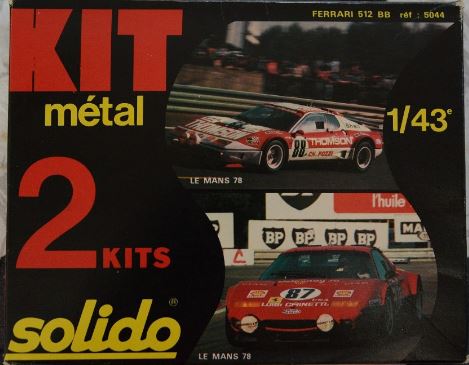 KIT
métal
2 KITS
solido®
FERRARI 512 BB réf : 5044
1/43e
88
THOMSON
CH. POZZI
LE MANS 78
l'huile
BP
BP
BP
BP
MA
87
LUIGI CHINETTI
LE MANS 78